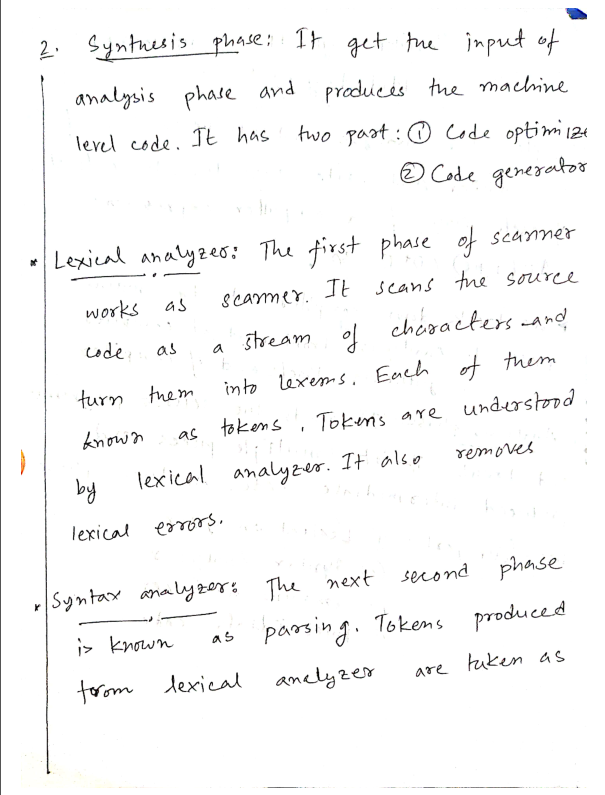 2. Synthesis phase: It get the input of
analysis phase and produces the machine
level code. It has two part: ① Code optimize
② Code generator
* Lexical analyzer: The first phase of scanner
works as scanner. It scans the source
code as a stream of characters and
turn them into lexems. Each of them
known as tokens. Tokens are understood
by lexical analyzer. It also removes
lexical errors.
* Syntax analyzer: The next second phase
is known as parsing. Tokens produced
from lexical analyzer are taken as